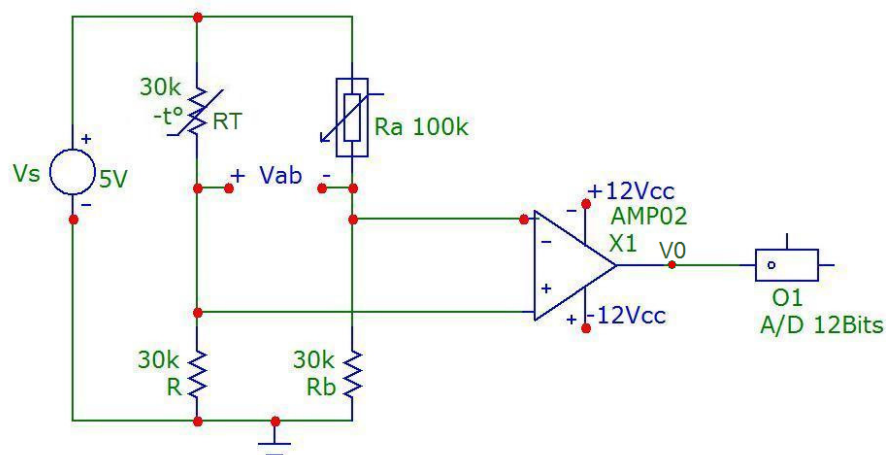 30k
-t°
RT
Ra 100k
Vs
+
5V
-
+ Vab -
+12Vcc
-
AMP02
X1
V0
-
+
+
-12Vcc
O1
A/D 12Bits
30k
R
30k
Rb